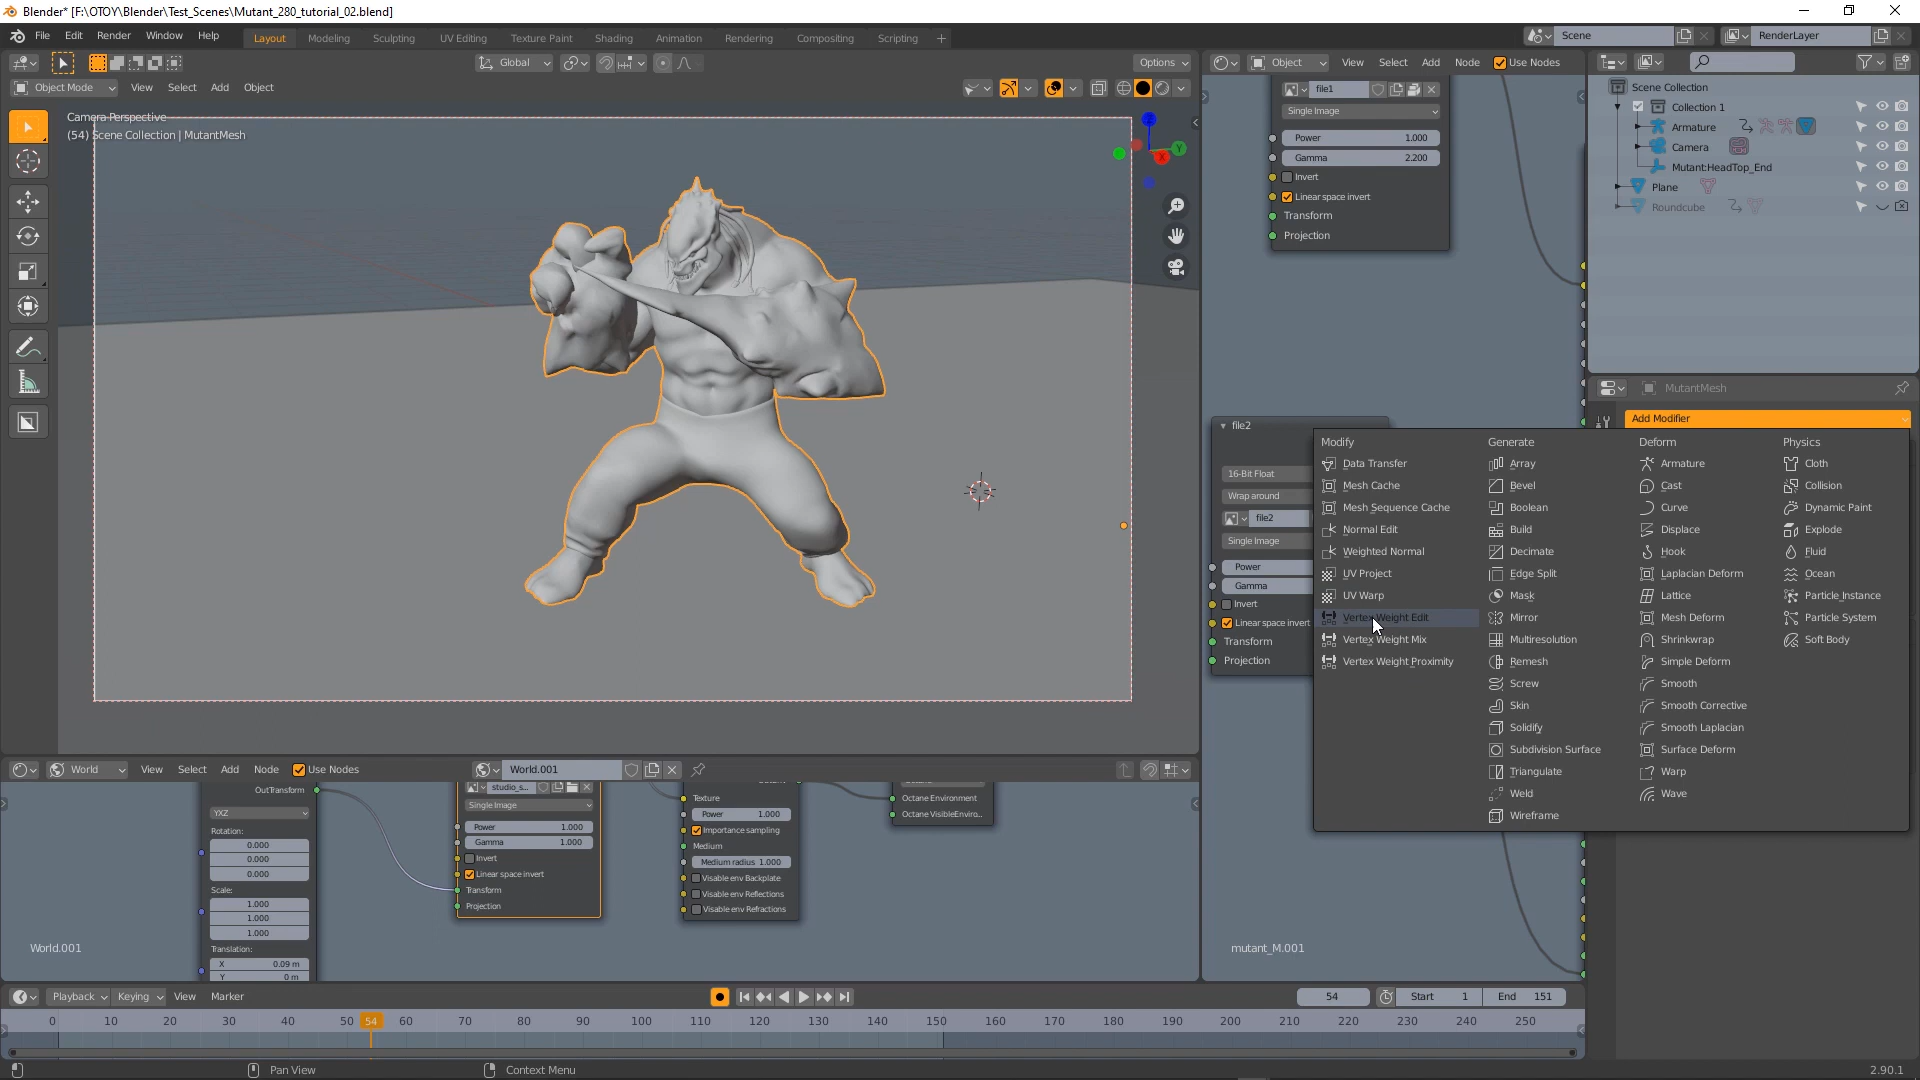 Blender* [F:\OTOY\Blender\Test_Scenes\Mutant_280_tutorial_02.blend]
File Edit Render Window Help Layout Modeling Sculpting UV Editing Texture Paint Shading Animation Rendering Compositing Scripting + Scene RenderLayer
Global Options
Object View Select Add Node Use Nodes
Object Mode View Select Add Object
Camera Perspective
(54) Scene Collection | MutantMesh
Z
Y
X
file1
Single Image
Power 1.000
Gamma 2.200
Invert
Linear space invert
Transform
Projection
Scene Collection
Collection 1
Armature
Camera
Mutant:HeadTop_End
Plane
Roundcube
MutantMesh
Add Modifier
file2
16-Bit Float
Wrap around
file2
Single Image
Power
Gamma
Invert
Linear space invert
Transform
Projection
Modify
Data Transfer
Mesh Cache
Mesh Sequence Cache
Normal Edit
Weighted Normal
UV Project
UV Warp
Vertex Weight Edit
Vertex Weight Mix
Vertex Weight Proximity
Generate
Array
Bevel
Boolean
Build
Decimate
Edge Split
Mask
Mirror
Multiresolution
Remesh
Screw
Skin
Solidify
Subdivision Surface
Triangulate
Weld
Wireframe
Deform
Armature
Cast
Curve
Displace
Hook
Laplacian Deform
Lattice
Mesh Deform
Shrinkwrap
Simple Deform
Smooth
Smooth Corrective
Smooth Laplacian
Surface Deform
Warp
Wave
Physics
Cloth
Collision
Dynamic Paint
Explode
Fluid
Ocean
Particle Instance
Particle System
Soft Body
World View Select Add Node Use Nodes World.001
OutTransform
YXZ
Rotation:
0.000
0.000
0.000
Scale:
1.000
1.000
1.000
Translation:
X 0.09 m
Y 0 m
studio_s...
Single Image
Power 1.000
Gamma 1.000
Invert
Linear space invert
Transform
Projection
Texture
Power 1.000
Importance sampling
Medium
Medium radius 1.000
Visable env Backplate
Visable env Reflections
Visable env Refractions
Octane Environment
Octane VisibleEnviro..
World.001
mutant_M.001
Playback Keying View Marker 54 Start 1 End 151
0 10 20 30 40 50 54 60 70 80 90 100 110 120 130 140 150 160 170 180 190 200 210 220 230 240 250
Pan View Context Menu 2.90.1